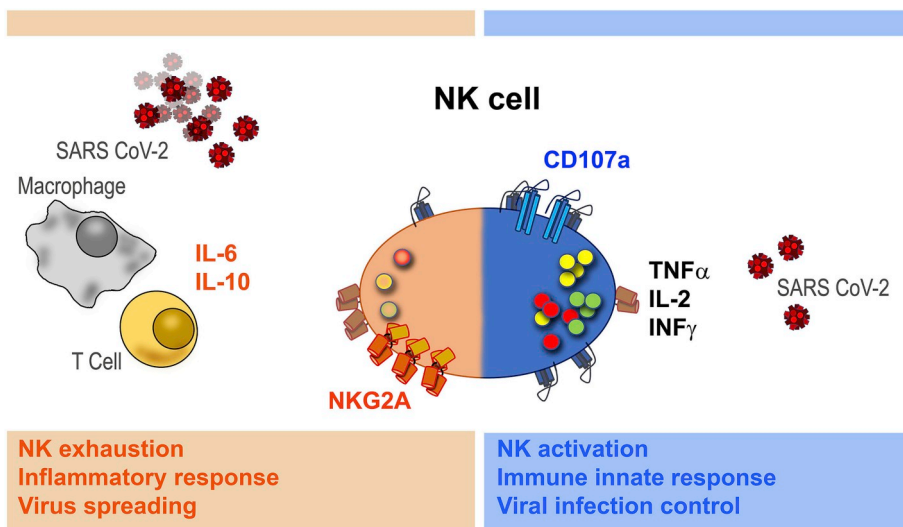 NK cell
SARS CoV-2
Macrophage
IL-6
IL-10
T Cell
NKG2A
CD107a
TNFα
IL-2
INFγ
SARS CoV-2
NK exhaustion
Inflammatory response
Virus spreading
NK activation
Immune innate response
Viral infection control